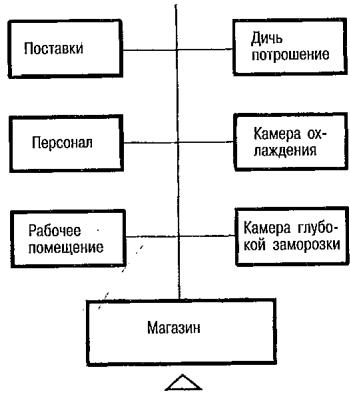 Поставки
Дичь
потрошение
Персонал
Камера ох-
лаждения
Рабочее
помещение
Камера глубо-
кой заморозки
Магазин